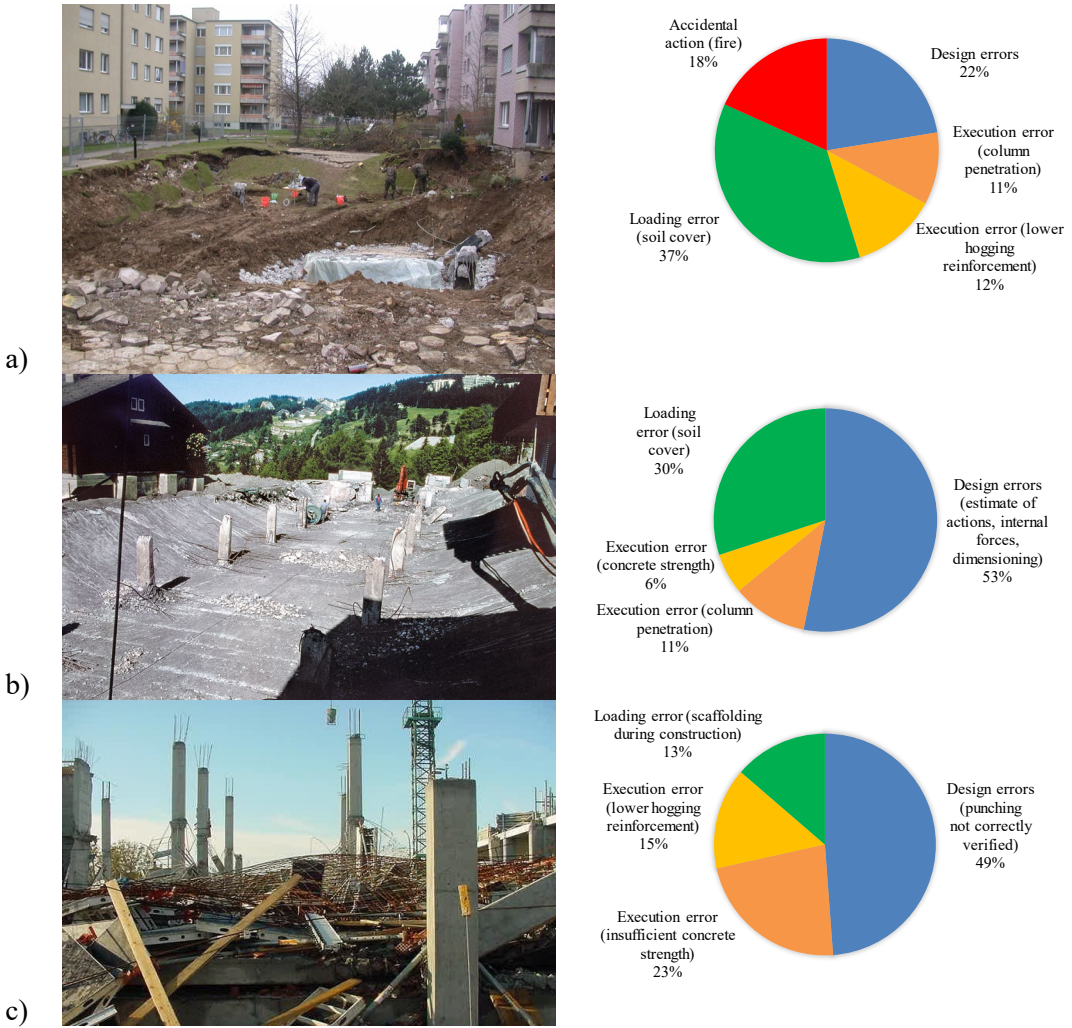 Accidental
action (fire)
18%
Design errors
22%
Execution error
(column
penetration)
11%
Loading error
(soil cover)
37%
Execution error (lower
hogging
reinforcement)
12%
a)
Loading
error (soil
cover)
30%
Design errors
(estimate of
actions, internal
forces,
dimensioning)
53%
Execution error
(concrete strength)
6%
Execution error (column
penetration)
11%
b)
Loading error (scaffolding
during construction)
13%
Execution error
(lower hogging
reinforcement)
15%
Design errors
(punching
not correctly
verified)
49%
Execution error
(insufficient concrete
strength)
23%
c)